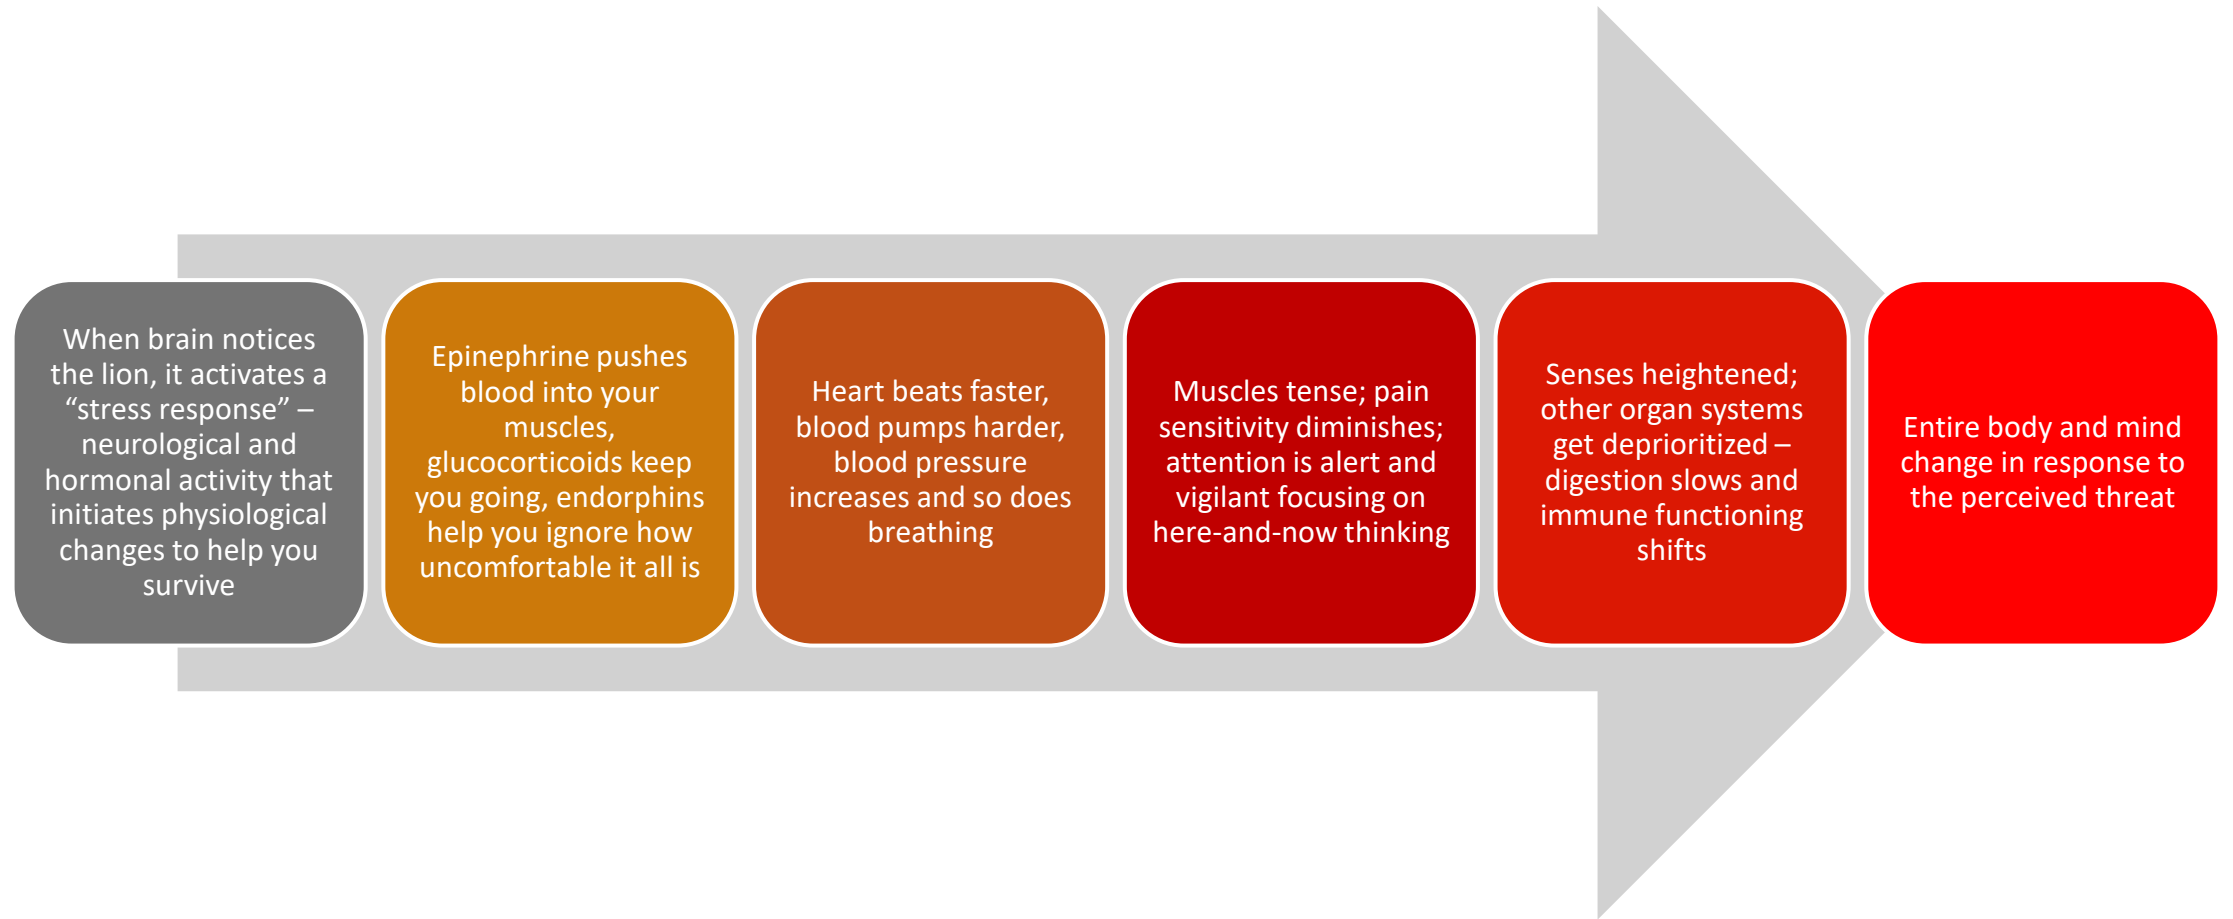 When brain notices
the lion, it activates a
“stress response” –
neurological and
hormonal activity that
initiates physiological
changes to help you
survive
Epinephrine pushes
blood into your
muscles,
glucocorticoids keep
you going, endorphins
help you ignore how
uncomfortable it all is
Heart beats faster,
blood pumps harder,
blood pressure
increases and so does
breathing
Muscles tense; pain
sensitivity diminishes;
attention is alert and
vigilant focusing on
here-and-now thinking
Senses heightened;
other organ systems
get deprioritized –
digestion slows and
immune functioning
shifts
Entire body and mind
change in response to
the perceived threat